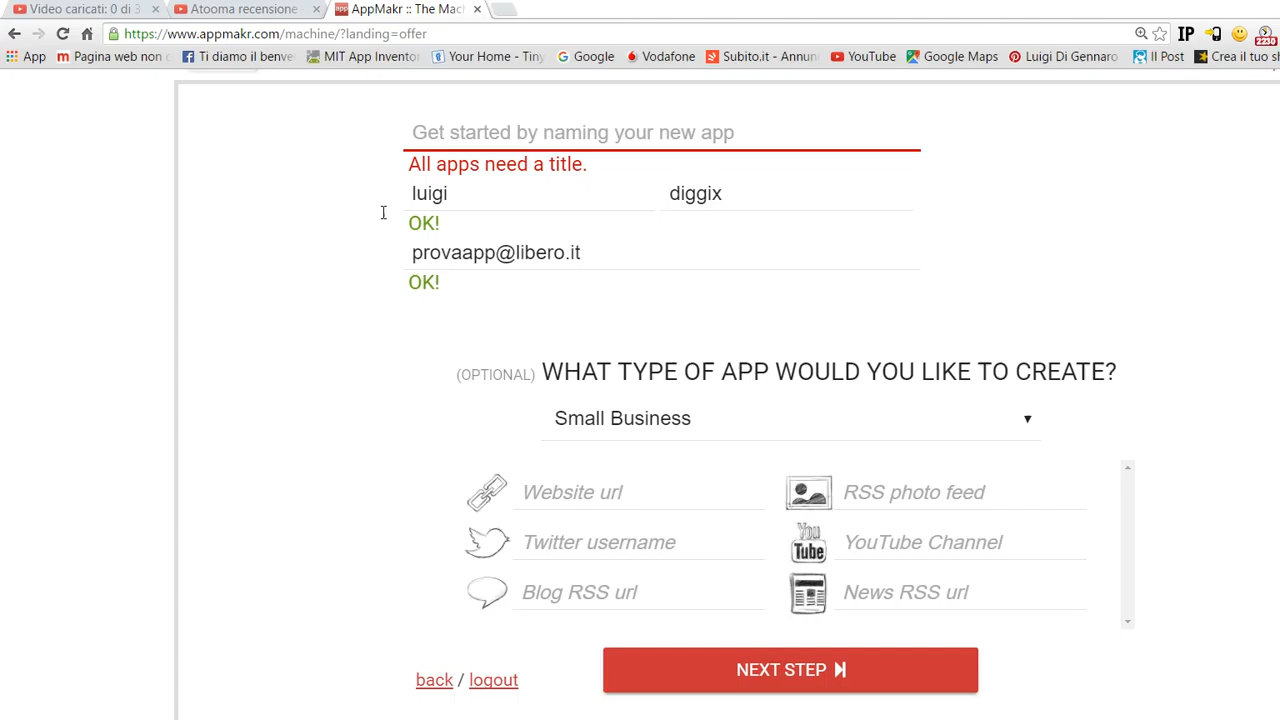 Video caricati: 0 di 3
Atooma recensione
AppMakr :: The Mac
https://www.appmakr.com/machine/?landing=offer
IP
2230
App
Pagina web non
Ti diamo il benve
MIT App Inventor
Your Home - Tiny
Google
Vodafone
Subito.it - Annun
YouTube
Google Maps
Luigi Di Gennaro
Il Post
Crea il tuo s
Get started by naming your new app
All apps need a title.
luigi
diggix
OK!
provaapp@libero.it
OK!
(OPTIONAL) WHAT TYPE OF APP WOULD YOU LIKE TO CREATE?
Small Business
Website url
RSS photo feed
Twitter username
You Tube
YouTube Channel
Blog RSS url
News RSS url
back / logout
NEXT STEP